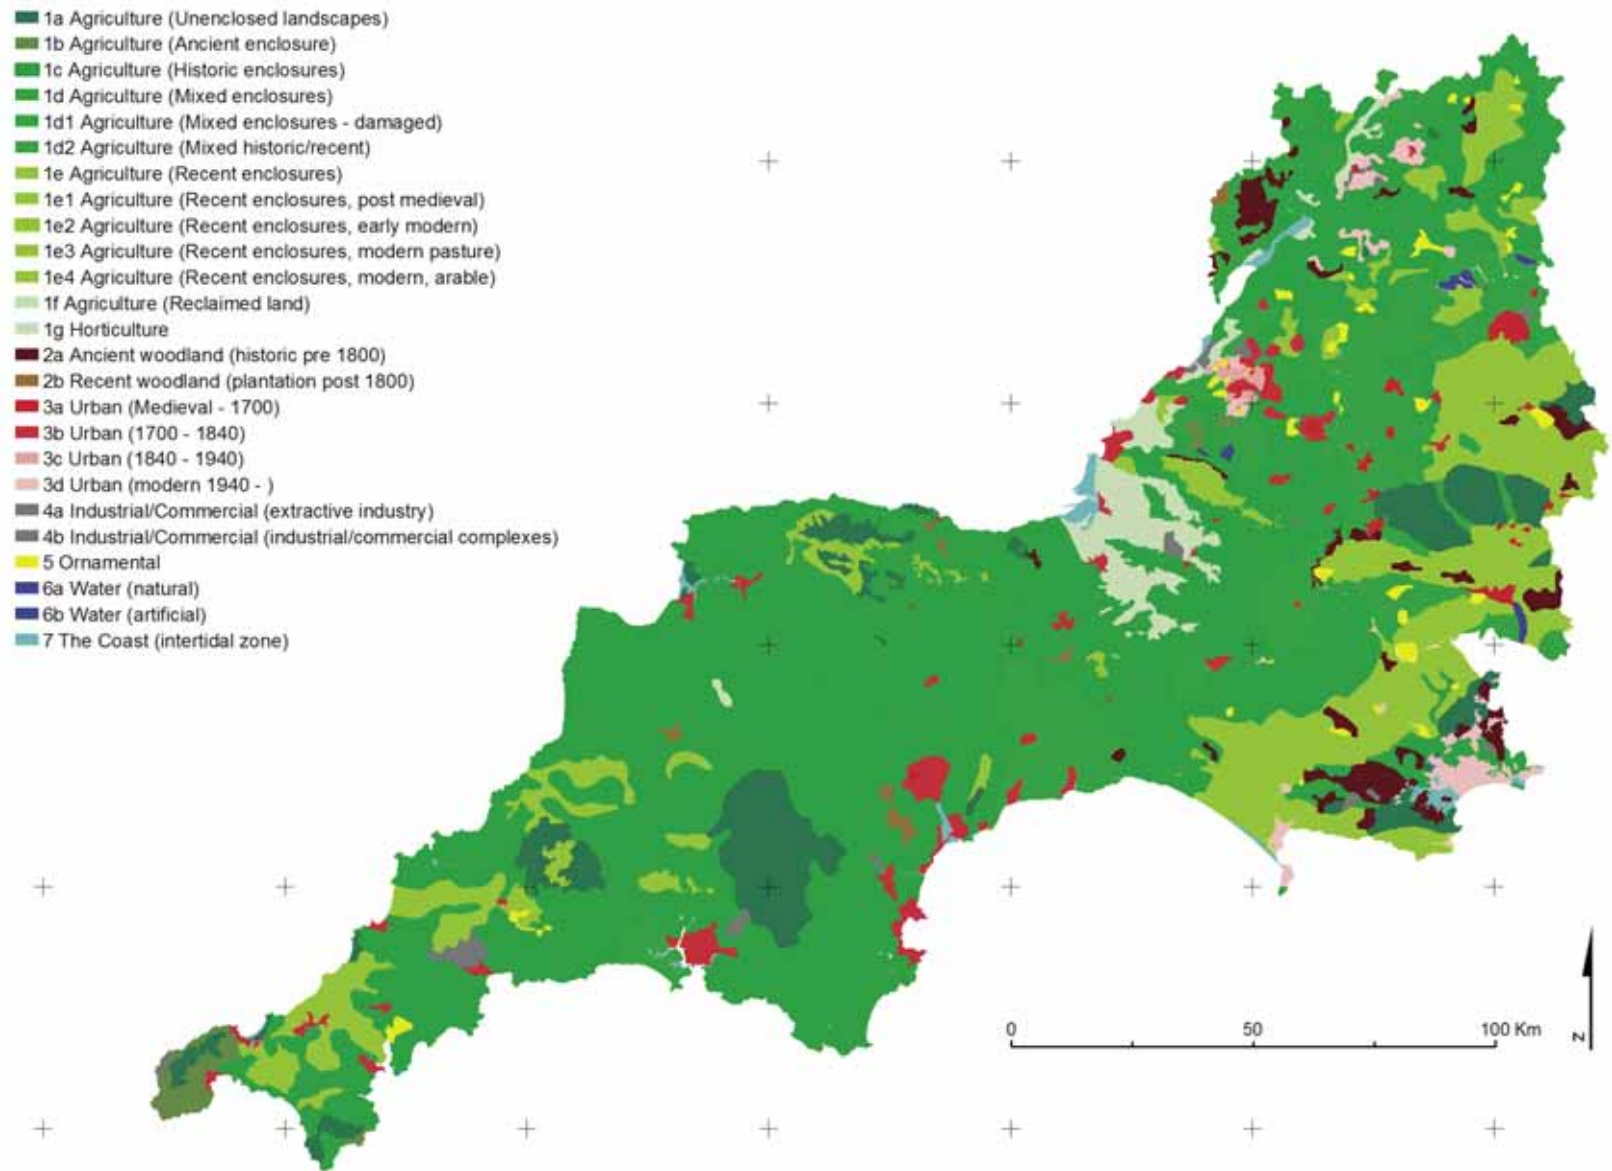 1a Agriculture (Unenclosed landscapes)
1b Agriculture (Ancient enclosure)
1c Agriculture (Historic enclosures)
1d Agriculture (Mixed enclosures)
1d1 Agriculture (Mixed enclosures - damaged)
1d2 Agriculture (Mixed historic/recent)
1e Agriculture (Recent enclosures)
1e1 Agriculture (Recent enclosures, post medieval)
1e2 Agriculture (Recent enclosures, early modern)
1e3 Agriculture (Recent enclosures, modern pasture)
1e4 Agriculture (Recent enclosures, modern, arable)
1f Agriculture (Reclaimed land)
1g Horticulture
2a Ancient woodland (historic pre 1800)
2b Recent woodland (plantation post 1800)
3a Urban (Medieval - 1700)
3b Urban (1700 - 1840)
3c Urban (1840 - 1940)
3d Urban (modern 1940 - )
4a Industrial/Commercial (extractive industry)
4b Industrial/Commercial (industrial/commercial complexes)
5 Ornamental
6a Water (natural)
6b Water (artificial)
7 The Coast (intertidal zone)
0 50 100 Km
N